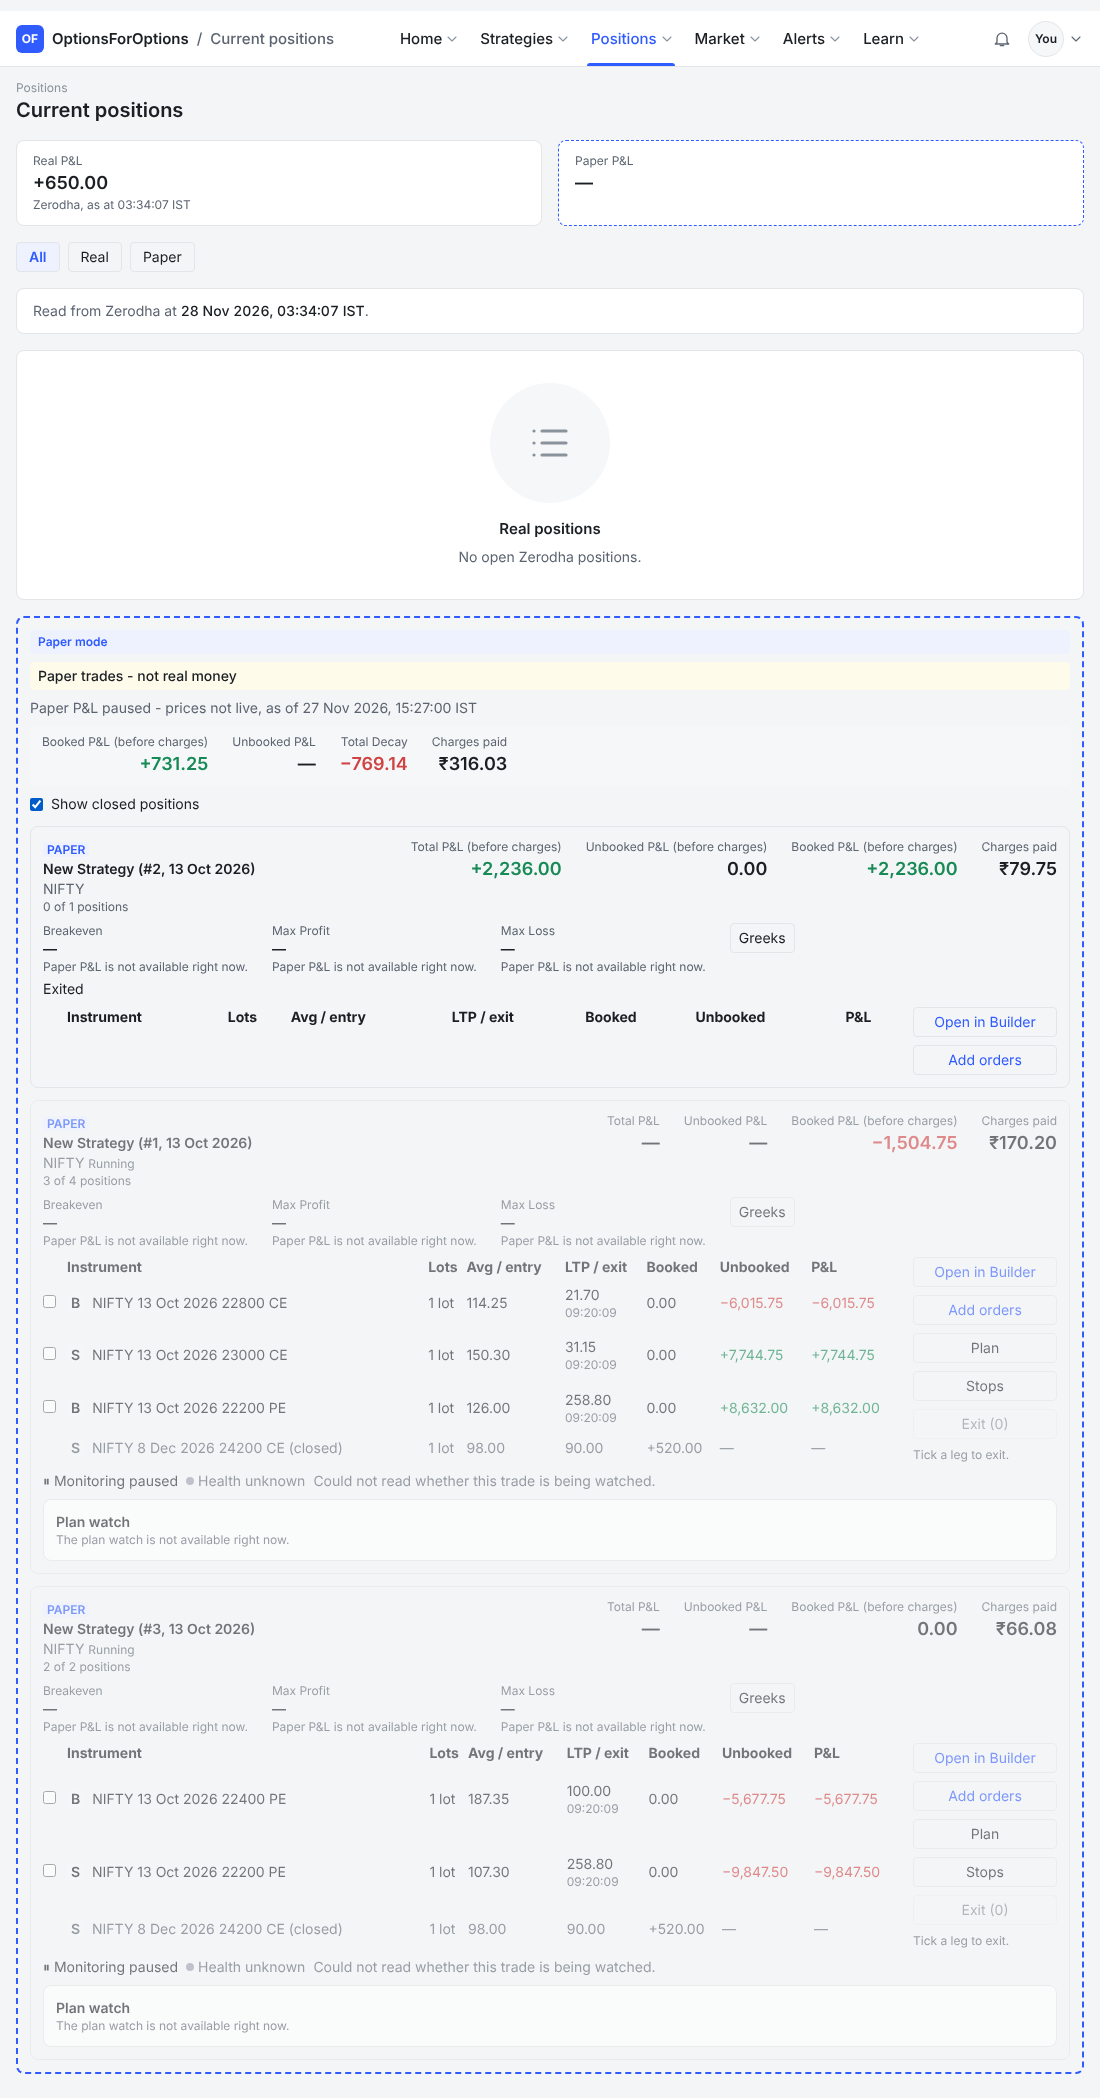 OF OptionsForOptions / Current positions Home Strategies Positions Market Alerts Learn You
Positions
Current positions
Real P&L
+650.00
Zerodha, as at 03:34:07 IST
Paper P&L
—
All Real Paper
Read from Zerodha at 28 Nov 2026, 03:34:07 IST.
Real positions
No open Zerodha positions.
Paper mode
Paper trades - not real money
Paper P&L paused - prices not live, as of 27 Nov 2026, 15:27:00 IST
Booked P&L (before charges) Unbooked P&L Total Decay Charges paid
+731.25 — −769.14 ₹316.03
Show closed positions
PAPER Total P&L (before charges) Unbooked P&L (before charges) Booked P&L (before charges) Charges paid
New Strategy (#2, 13 Oct 2026) +2,236.00 0.00 +2,236.00 ₹79.75
NIFTY
0 of 1 positions
Breakeven Max Profit Max Loss Greeks
— — —
Paper P&L is not available right now. Paper P&L is not available right now. Paper P&L is not available right now.
Exited
Instrument Lots Avg / entry LTP / exit Booked Unbooked P&L Open in Builder
Add orders
PAPER Total P&L Unbooked P&L Booked P&L (before charges) Charges paid
New Strategy (#1, 13 Oct 2026) — — −1,504.75 ₹170.20
NIFTY Running
3 of 4 positions
Breakeven Max Profit Max Loss Greeks
— — —
Paper P&L is not available right now. Paper P&L is not available right now. Paper P&L is not available right now.
Instrument Lots Avg / entry LTP / exit Booked Unbooked P&L Open in Builder
B NIFTY 13 Oct 2026 22800 CE 1 lot 114.25 21.70 09:20:09 0.00 −6,015.75 −6,015.75 Add orders
S NIFTY 13 Oct 2026 23000 CE 1 lot 150.30 31.15 09:20:09 0.00 +7,744.75 +7,744.75 Plan
Stops
B NIFTY 13 Oct 2026 22200 PE 1 lot 126.00 258.80 09:20:09 0.00 +8,632.00 +8,632.00 Exit (0)
S NIFTY 8 Dec 2026 24200 CE (closed) 1 lot 98.00 90.00 +520.00 — — Tick a leg to exit.
Monitoring paused Health unknown Could not read whether this trade is being watched.
Plan watch
The plan watch is not available right now.
PAPER Total P&L Unbooked P&L Booked P&L (before charges) Charges paid
New Strategy (#3, 13 Oct 2026) — — 0.00 ₹66.08
NIFTY Running
2 of 2 positions
Breakeven Max Profit Max Loss Greeks
— — —
Paper P&L is not available right now. Paper P&L is not available right now. Paper P&L is not available right now.
Instrument Lots Avg / entry LTP / exit Booked Unbooked P&L Open in Builder
B NIFTY 13 Oct 2026 22400 PE 1 lot 187.35 100.00 09:20:09 0.00 −5,677.75 −5,677.75 Add orders
Plan
S NIFTY 13 Oct 2026 22200 PE 1 lot 107.30 258.80 09:20:09 0.00 −9,847.50 −9,847.50 Stops
Exit (0)
S NIFTY 8 Dec 2026 24200 CE (closed) 1 lot 98.00 90.00 +520.00 — — Tick a leg to exit.
Monitoring paused Health unknown Could not read whether this trade is being watched.
Plan watch
The plan watch is not available right now.